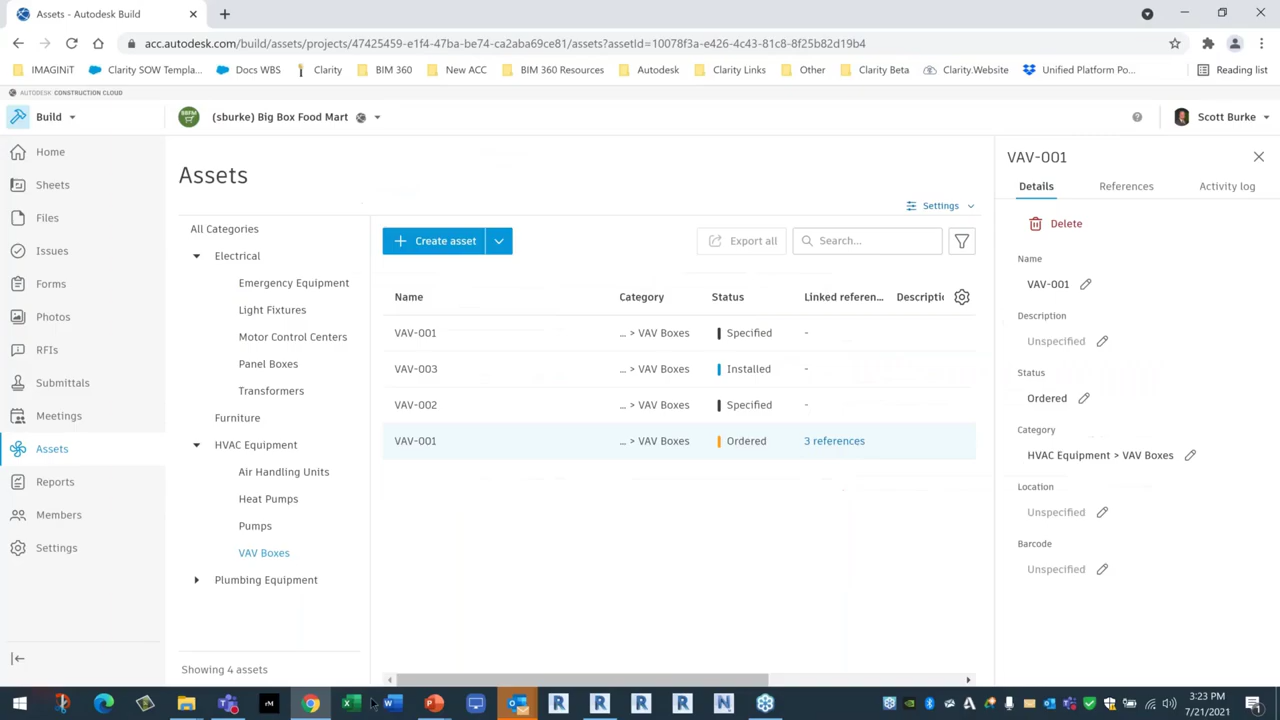 Assets - Autodesk Build
acc.autodesk.com/build/assets/projects/47425459-e1f4-47ba-be74-ca2aba69ce81/assets?assetId=10078f3a-e426-4c43-81c8-8f25b82d19b4
IMAGINiT
Clarity SOW Templa...
Docs WBS
Clarity
BIM 360
New ACC
BIM 360 Resources
Autodesk
Clarity Links
Other
Clarity Beta
Clarity.Website
Unified Platform Po...
Reading list
AUTODESK CONSTRUCTION CLOUD
Build
(sburke) Big Box Food Mart
Scott Burke
Home
Sheets
Files
Issues
Forms
Photos
RFIs
Submittals
Meetings
Assets
Reports
Members
Settings
Assets
Settings
All Categories
Electrical
Emergency Equipment
Light Fixtures
Motor Control Centers
Panel Boxes
Transformers
Furniture
HVAC Equipment
Air Handling Units
Heat Pumps
Pumps
VAV Boxes
Plumbing Equipment
Showing 4 assets
Create asset
Export all
Search...
Name Category Status Linked referen... Descripti
VAV-001 ... > VAV Boxes Specified -
VAV-003 ... > VAV Boxes Installed -
VAV-002 ... > VAV Boxes Specified -
VAV-001 ... > VAV Boxes Ordered 3 references
VAV-001
Details References Activity log
Delete
Name
VAV-001
Description
Unspecified
Status
Ordered
Category
HVAC Equipment > VAV Boxes
Location
Unspecified
Barcode
Unspecified
3:23 PM
7/21/2021